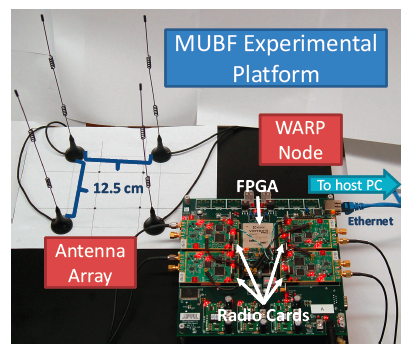 MUBF Experimental
Platform
WARP
Node
FPGA
To host PC
12.5 cm
Ethernet
Antenna
Array
Radio Cards